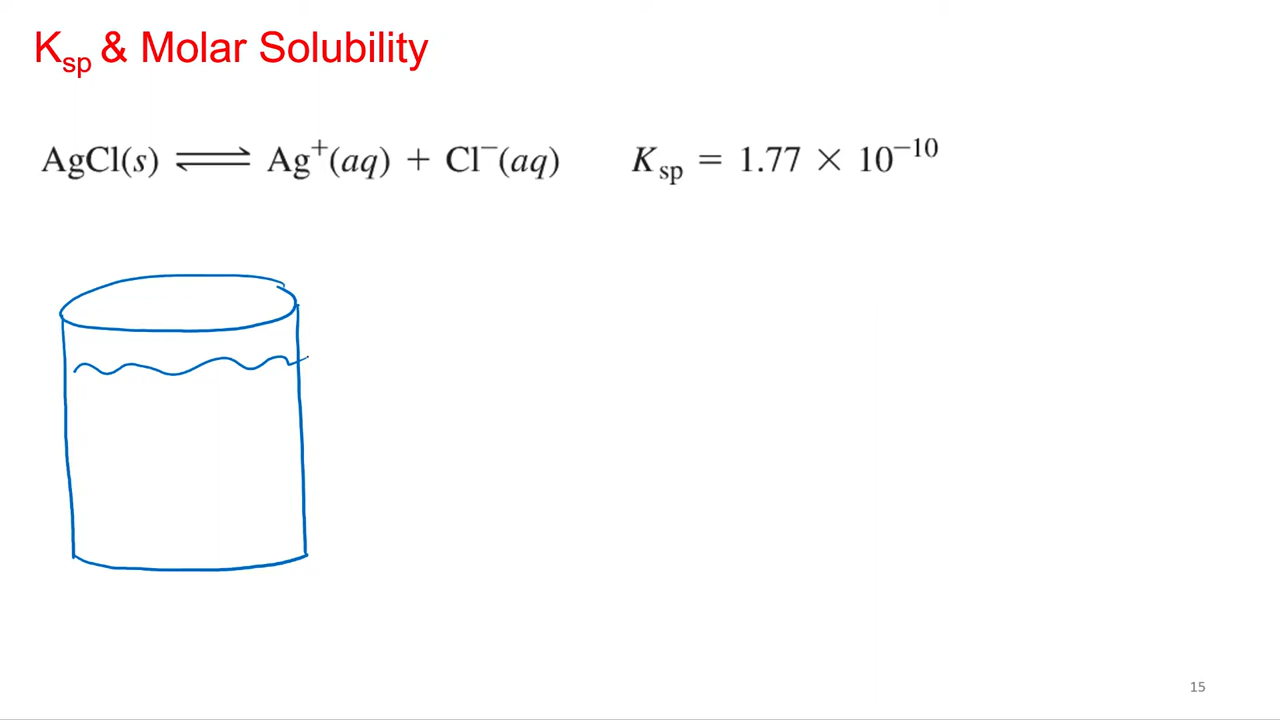 Ksp & Molar Solubility
AgCl(s) ⇌ Ag⁺(aq) + Cl⁻(aq) Ksp = 1.77 × 10⁻¹⁰
15